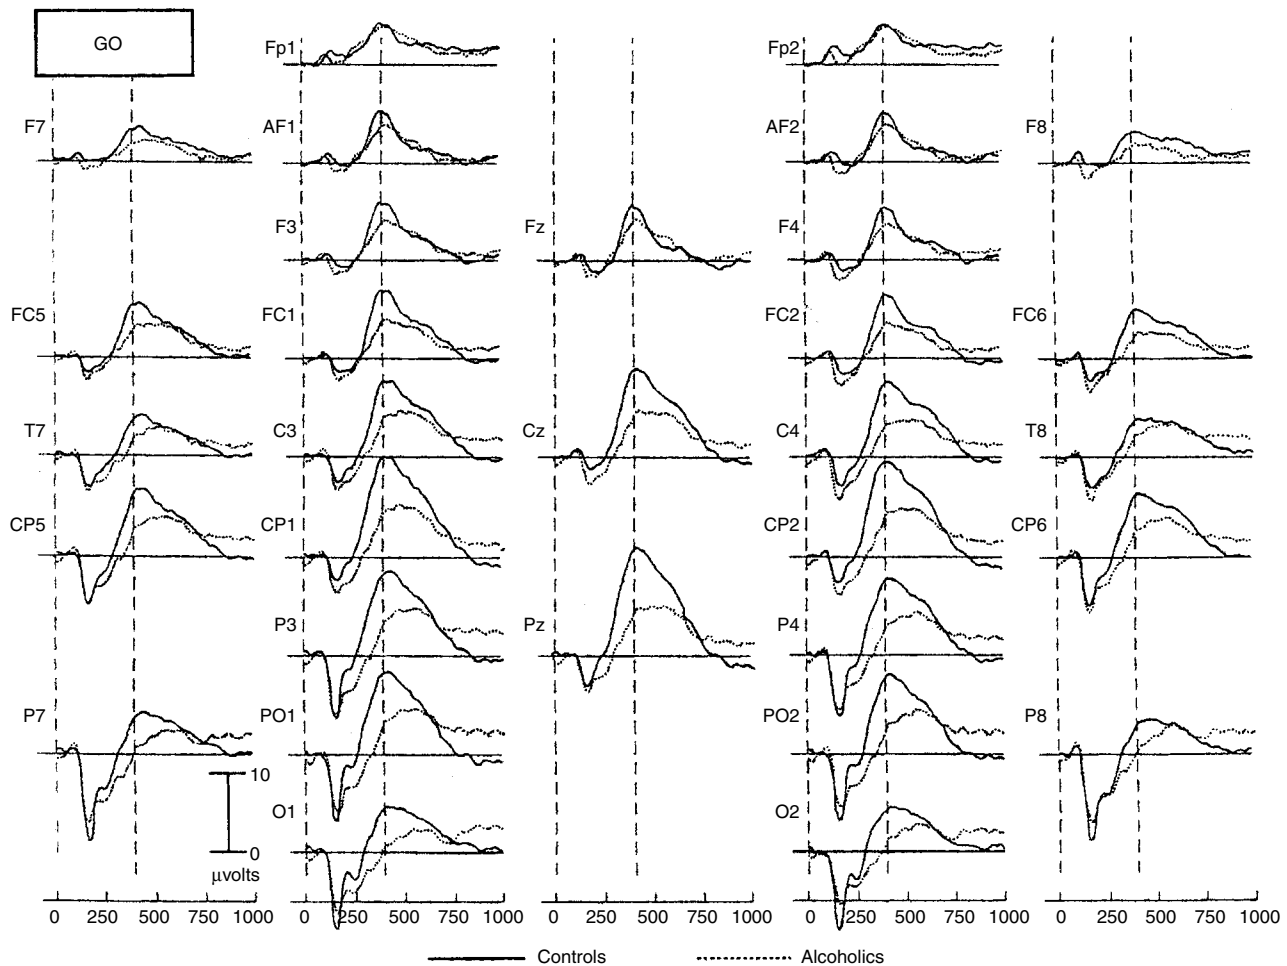 GO
Fp1 Fp2
F7 AF1 AF2 F8
F3 Fz F4
FC5 FC1 FC2 FC6
T7 C3 Cz C4 T8
CP5 CP1 CP2 CP6
P3 Pz P4
P7 PO1 PO2 P8
10
O1 O2
0
μvolts
0 250 500 750 1000 0 250 500 750 1000 0 250 500 750 1000 0 250 500 750 1000 0 250 500 750 1000
Controls Alcoholics